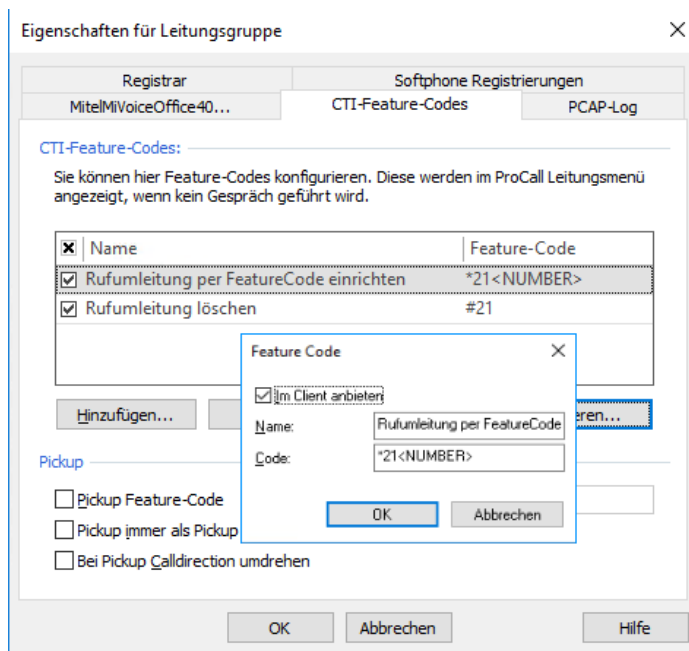 Eigenschaften für Leitungsgruppe
Registrar
Softphone Registrierungen
MitelMiVoiceOffice40...
CTI-Feature-Codes
PCAP-Log
CTI-Feature-Codes:
Sie können hier Feature-Codes konfigurieren. Diese werden im ProCall Leitungsmenü
angezeigt, wenn kein Gespräch geführt wird.
Name
Feature-Code
Rufumleitung per FeatureCode einrichten
*21<NUMBER>
Rufumleitung löschen
#21
Feature Code
Im Client anbieten
Name:
Rufumleitung per FeatureCode
Code:
*21<NUMBER>
OK
Abbrechen
Hinzufügen...
eren...
Pickup
Pickup Feature-Code
Pickup immer als Pickup
Bei Pickup Calldirection umdrehen
OK
Abbrechen
Hilfe